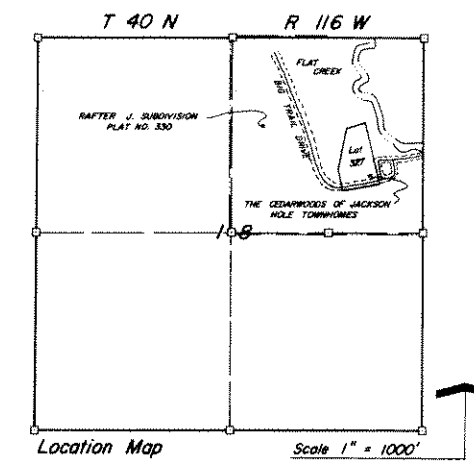 T 40 N R 116 W
FLAT
CREEK
BIG TRAIL DRIVE
RAFTER J. SUBDIVISION
PLAT NO. 330
Lot
327
THE CEDARWOODS OF JACKSON
HOLE TOWNHOMES
18
Location Map
Scale 1" = 1000'